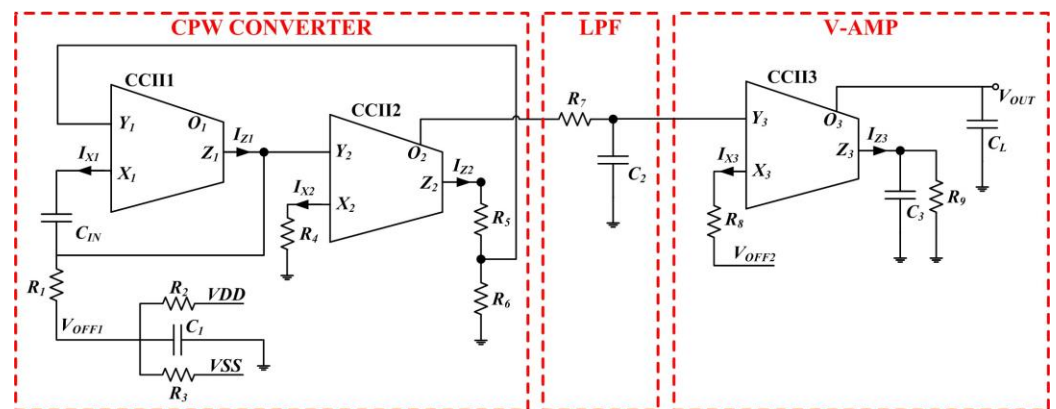 CPW CONVERTER
LPF
V-AMP
CCII1
Y1
O1
IZ1
Z1
IX1
X1
CIN
R1
VOFF1
R2
VDD
C1
VSS
R3
CCII2
Y2
O2
IZ2
Z2
IX2
X2
R4
R5
R6
R7
C2
CCII3
Y3
O3
VOUT
IZ3
Z3
CL
IX3
X3
R8
VOFF2
C3
R9